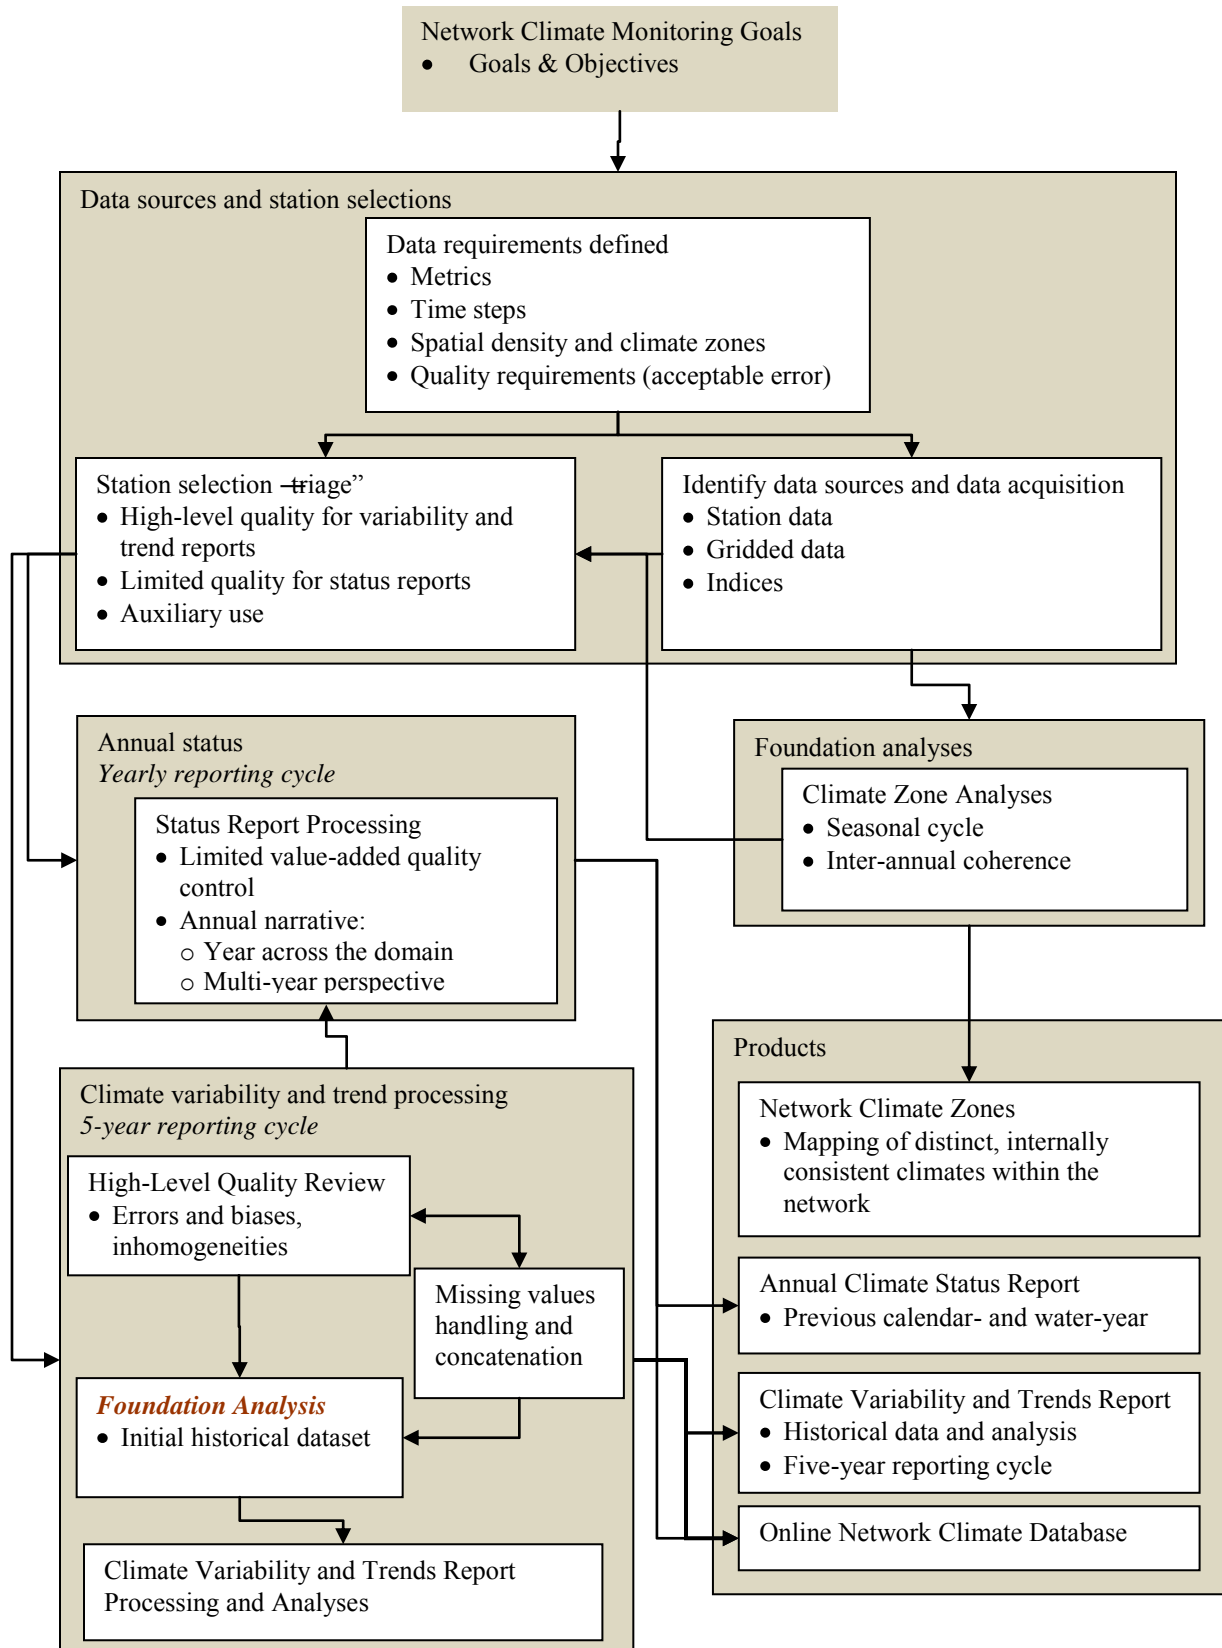 Network Climate Monitoring Goals
• Goals & Objectives
Data sources and station selections
Data requirements defined
• Metrics
• Time steps
• Spatial density and climate zones
• Quality requirements (acceptable error)
Station selection ―triage”
• High-level quality for variability and
trend reports
• Limited quality for status reports
• Auxiliary use
Identify data sources and data acquisition
• Station data
• Gridded data
• Indices
Annual status
Yearly reporting cycle
Status Report Processing
• Limited value-added quality
control
• Annual narrative:
o Year across the domain
o Multi-year perspective
Foundation analyses
Climate Zone Analyses
• Seasonal cycle
• Inter-annual coherence
Climate variability and trend processing
5-year reporting cycle
High-Level Quality Review
• Errors and biases,
inhomogeneities
Missing values
handling and
concatenation
Foundation Analysis
• Initial historical dataset
Climate Variability and Trends Report
Processing and Analyses
Products
Network Climate Zones
• Mapping of distinct, internally
consistent climates within the
network
Annual Climate Status Report
• Previous calendar- and water-year
Climate Variability and Trends Report
• Historical data and analysis
• Five-year reporting cycle
Online Network Climate Database